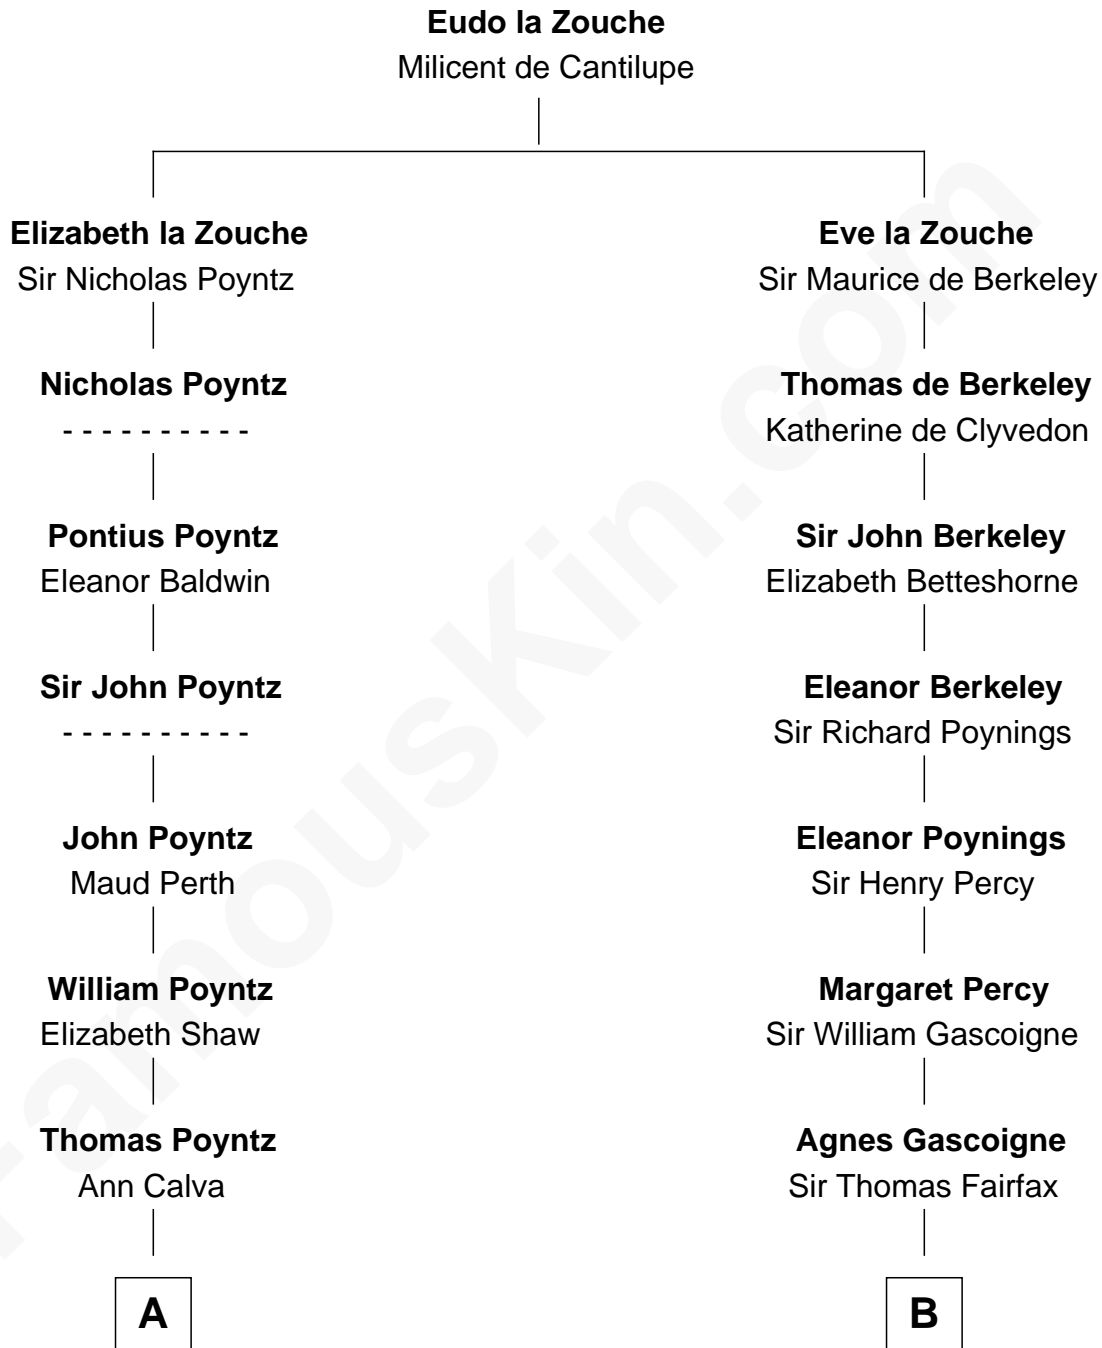 Eudo la Zouche
Milicent de Cantilupe
Elizabeth la Zouche
Sir Nicholas Poyntz
Eve la Zouche
Sir Maurice de Berkeley
Nicholas Poyntz
- - - - - - - - - -
Thomas de Berkeley
Katherine de Clyvedon
Pontius Poyntz
Eleanor Baldwin
Sir John Berkeley
Elizabeth Betteshorne
Sir John Poyntz
- - - - - - - - - -
Eleanor Berkeley
Sir Richard Poynings
John Poyntz
Maud Perth
Eleanor Poynings
Sir Henry Percy
William Poyntz
Elizabeth Shaw
Margaret Percy
Sir William Gascoigne
Thomas Poyntz
Ann Calva
Agnes Gascoigne
Sir Thomas Fairfax
A
B
FamousKin.com